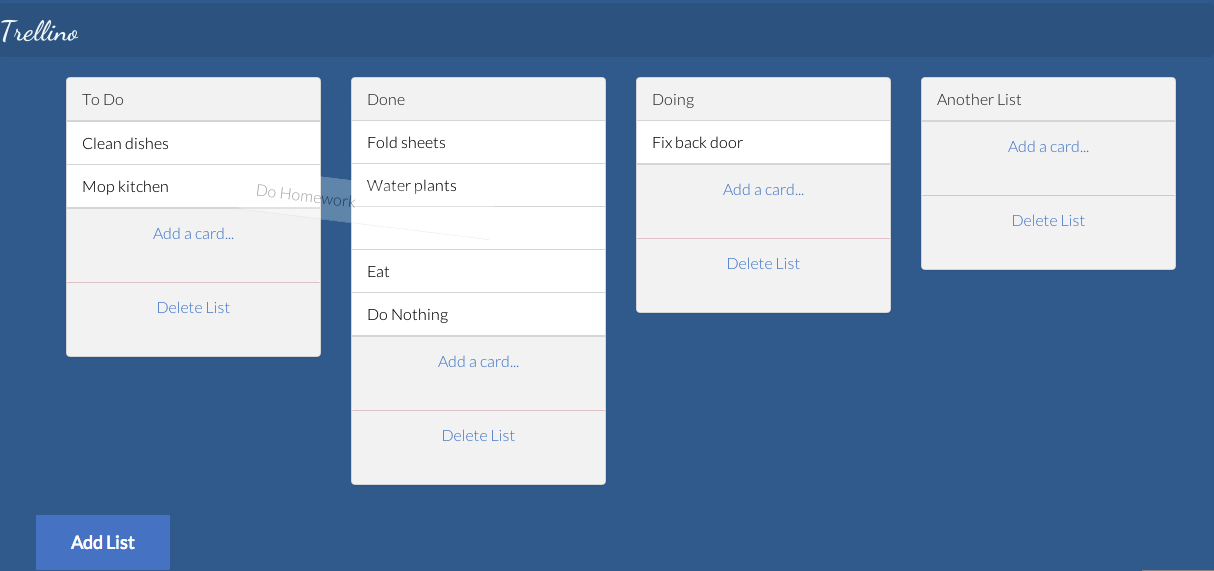 Trellino
To Do
Clean dishes
Mop kitchen
Add a card...
Delete List
Do Homework
Done
Fold sheets
Water plants
Eat
Do Nothing
Add a card...
Delete List
Doing
Fix back door
Add a card...
Delete List
Another List
Add a card...
Delete List
Add List